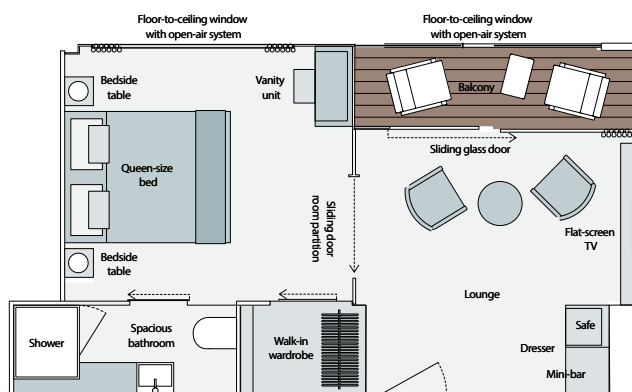 Floor-to-ceiling window
with open-air system
Floor-to-ceiling window
with open-air system
Bedside
table
Vanity
unit
Balcony
Sliding glass door
Queen-size
bed
Sliding door
room partition
Flat-screen
TV
Bedside
table
Lounge
Shower
Spacious
bathroom
Walk-in
wardrobe
Safe
Dresser
Mini-bar